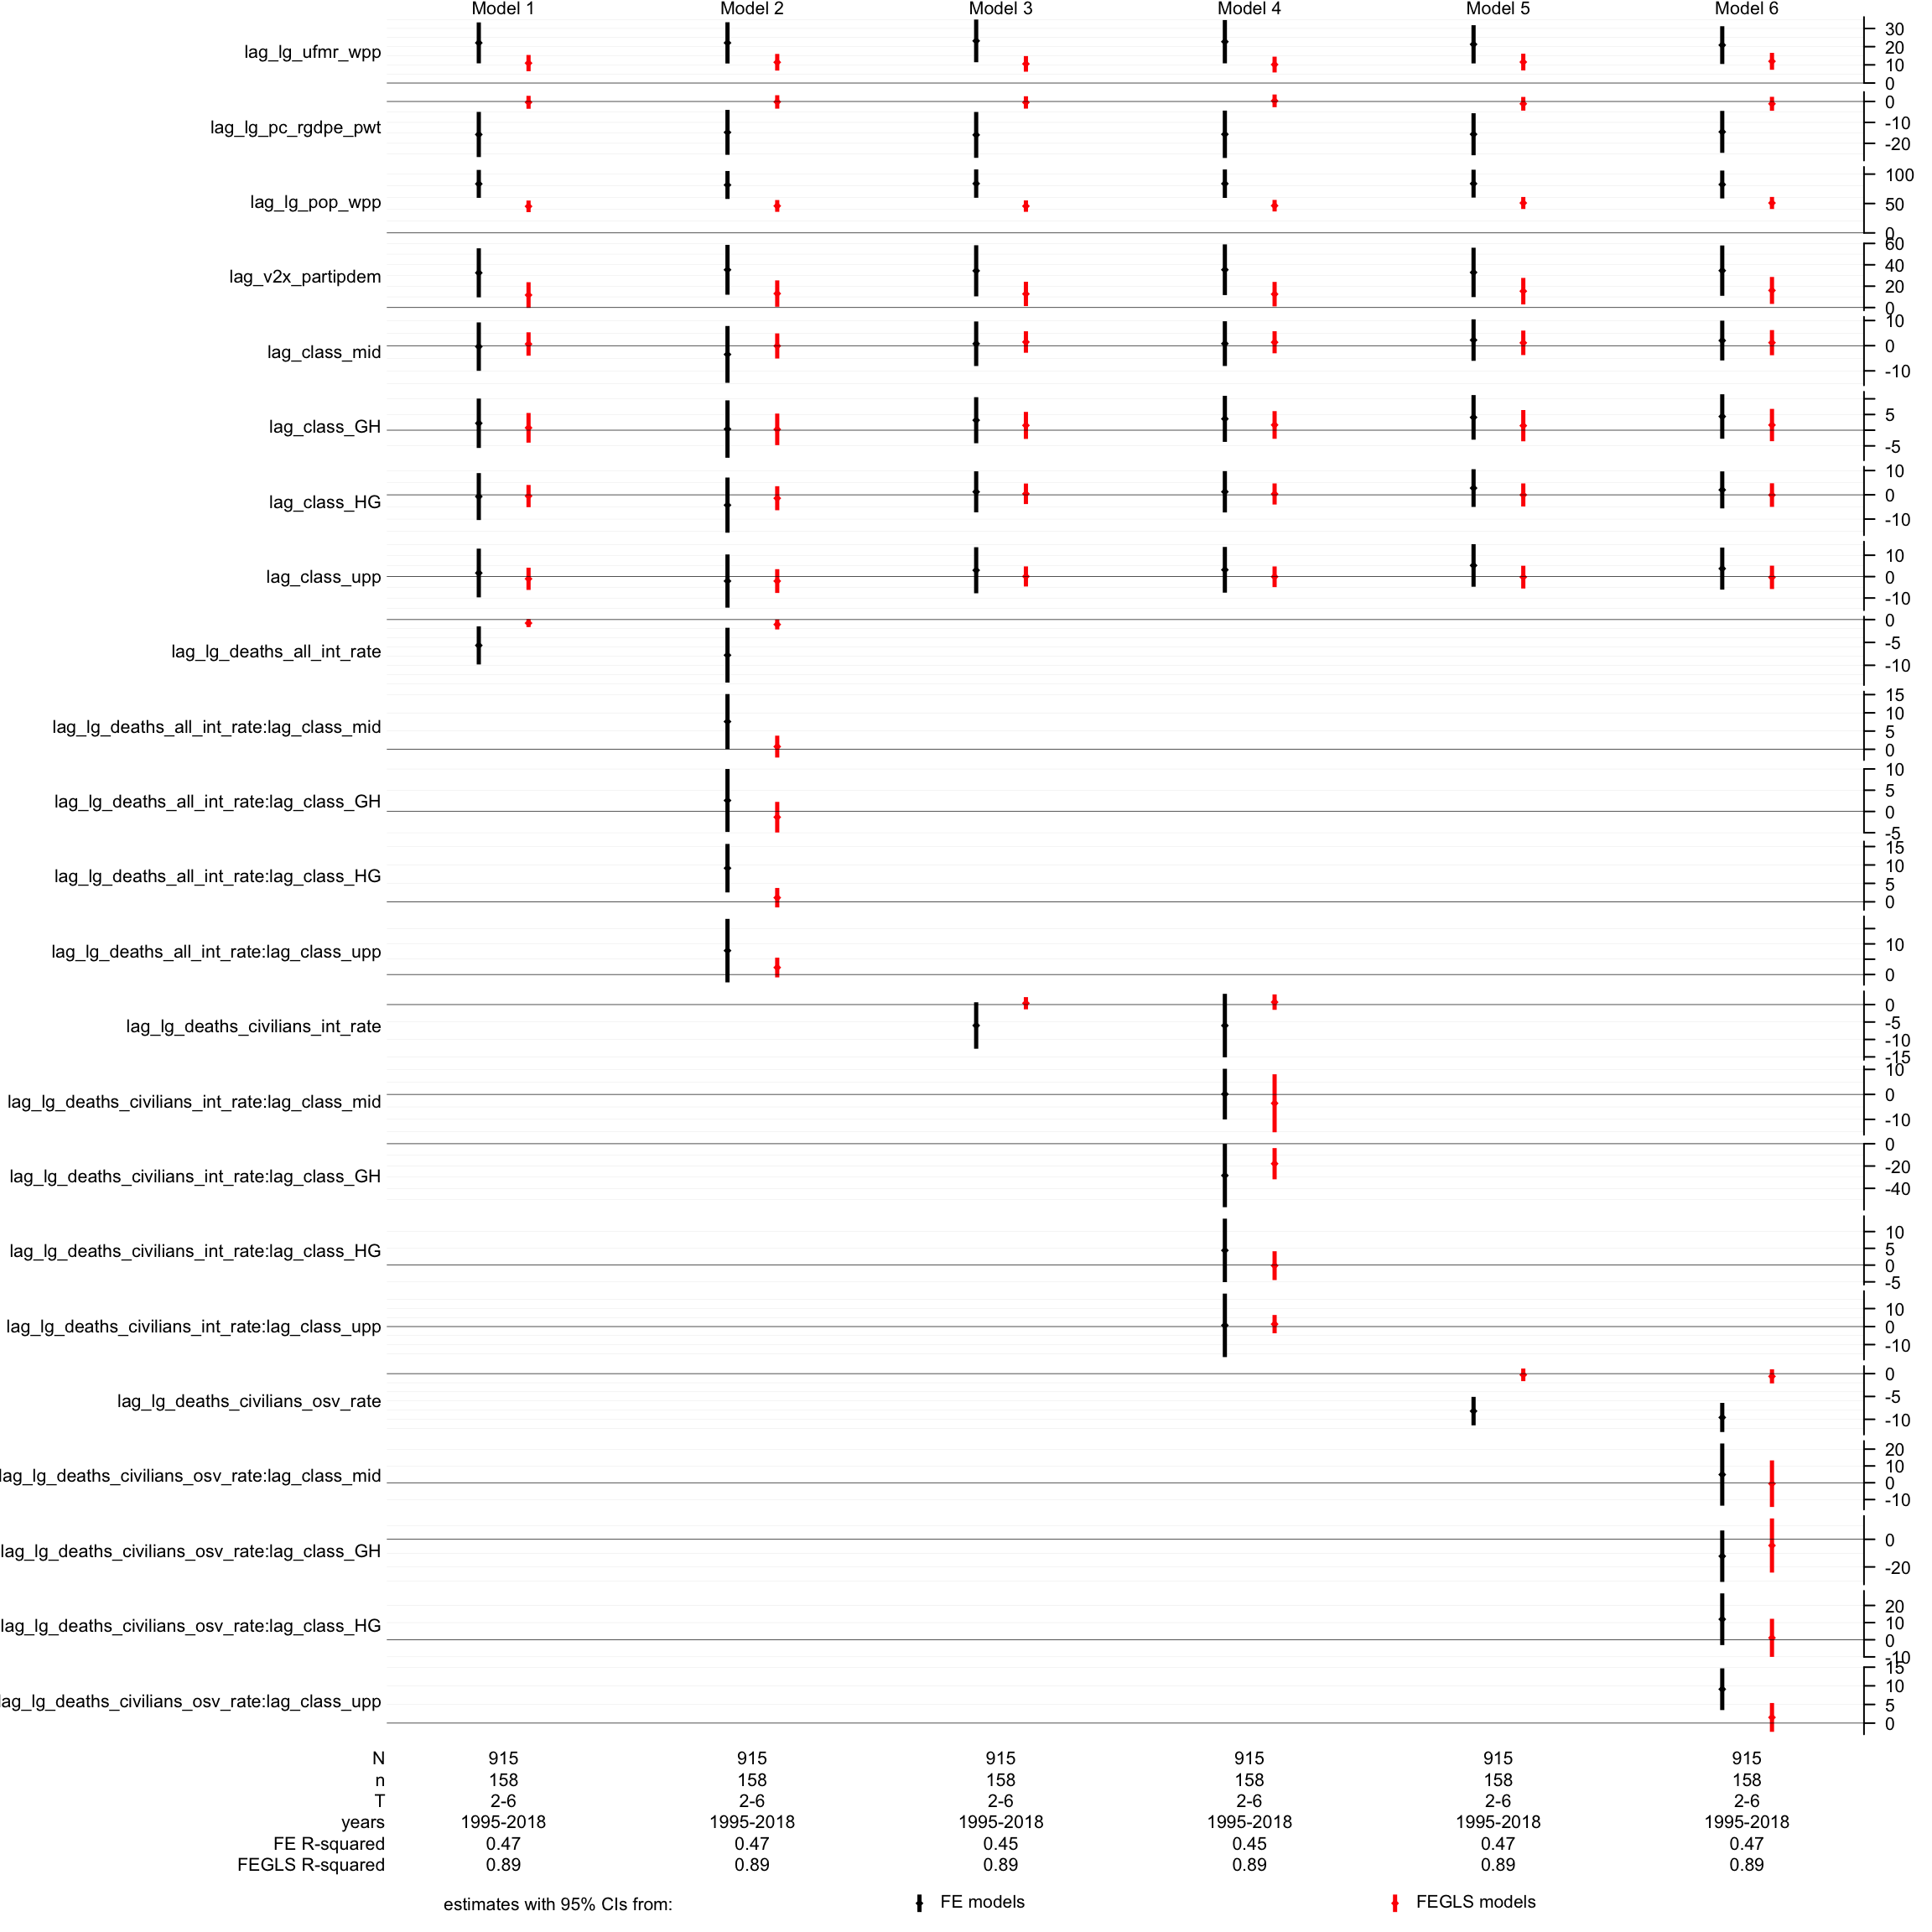 Model 1 Model 2 Model 3 Model 4 Model 5 Model 6
lag_lg_ufmr_wpp 30 20 10 0
lag_lg_pc_rgdpe_pwt 0 -10 -20
lag_lg_pop_wpp 100 50 0
lag_v2x_partipdem 60 40 20 0
lag_class_mid 10 0 -10
lag_class_GH 5 -5
lag_class_HG 10 0 -10
lag_class_upp 10 0 -10
lag_lg_deaths_all_int_rate 0 -5 -10
lag_lg_deaths_all_int_rate:lag_class_mid 15 10 5 0
lag_lg_deaths_all_int_rate:lag_class_GH 10 5 0 -5
lag_lg_deaths_all_int_rate:lag_class_HG 15 10 5 0
lag_lg_deaths_all_int_rate:lag_class_upp 10 0
lag_lg_deaths_civilians_int_rate 0 -5 -10 -15
lag_lg_deaths_civilians_int_rate:lag_class_mid 10 0 -10
lag_lg_deaths_civilians_int_rate:lag_class_GH 0 -20 -40
lag_lg_deaths_civilians_int_rate:lag_class_HG 10 5 0 -5
lag_lg_deaths_civilians_int_rate:lag_class_upp 10 0 -10
lag_lg_deaths_civilians_osv_rate 0 -5 -10
lag_lg_deaths_civilians_osv_rate:lag_class_mid 20 10 0 -10
lag_lg_deaths_civilians_osv_rate:lag_class_GH 0 -20
lag_lg_deaths_civilians_osv_rate:lag_class_HG 20 10 0 -10
lag_lg_deaths_civilians_osv_rate:lag_class_upp 15 10 5 0
N 915 915 915 915 915 915
n 158 158 158 158 158 158
T 2-6 2-6 2-6 2-6 2-6 2-6
years 1995-2018 1995-2018 1995-2018 1995-2018 1995-2018 1995-2018
FE R-squared 0.47 0.47 0.45 0.45 0.47 0.47
FEGLS R-squared 0.89 0.89 0.89 0.89 0.89 0.89
estimates with 95% CIs from: FE models FEGLS models